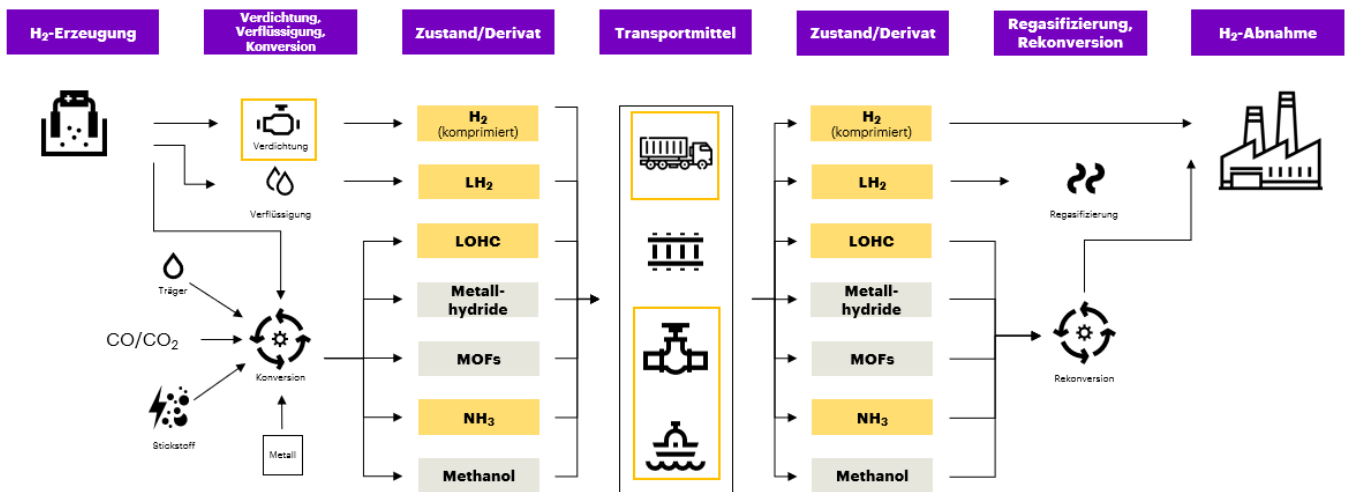 H₂-Erzeugung
Verdichtung,
Verflüssigung,
Konversion
Zustand/Derivat
Transportmittel
Zustand/Derivat
Regasifizierung,
Rekonversion
H₂-Abnahme
Verdichtung
Verflüssigung
Träger
CO/CO₂
Konversion
Stickstoff
Metall
H₂
(komprimiert)
LH₂
LOHC
Metall-
hydride
MOFs
NH₃
Methanol
H₂
(komprimiert)
LH₂
LOHC
Metall-
hydride
MOFs
NH₃
Methanol
Regasifizierung
Rekonversion